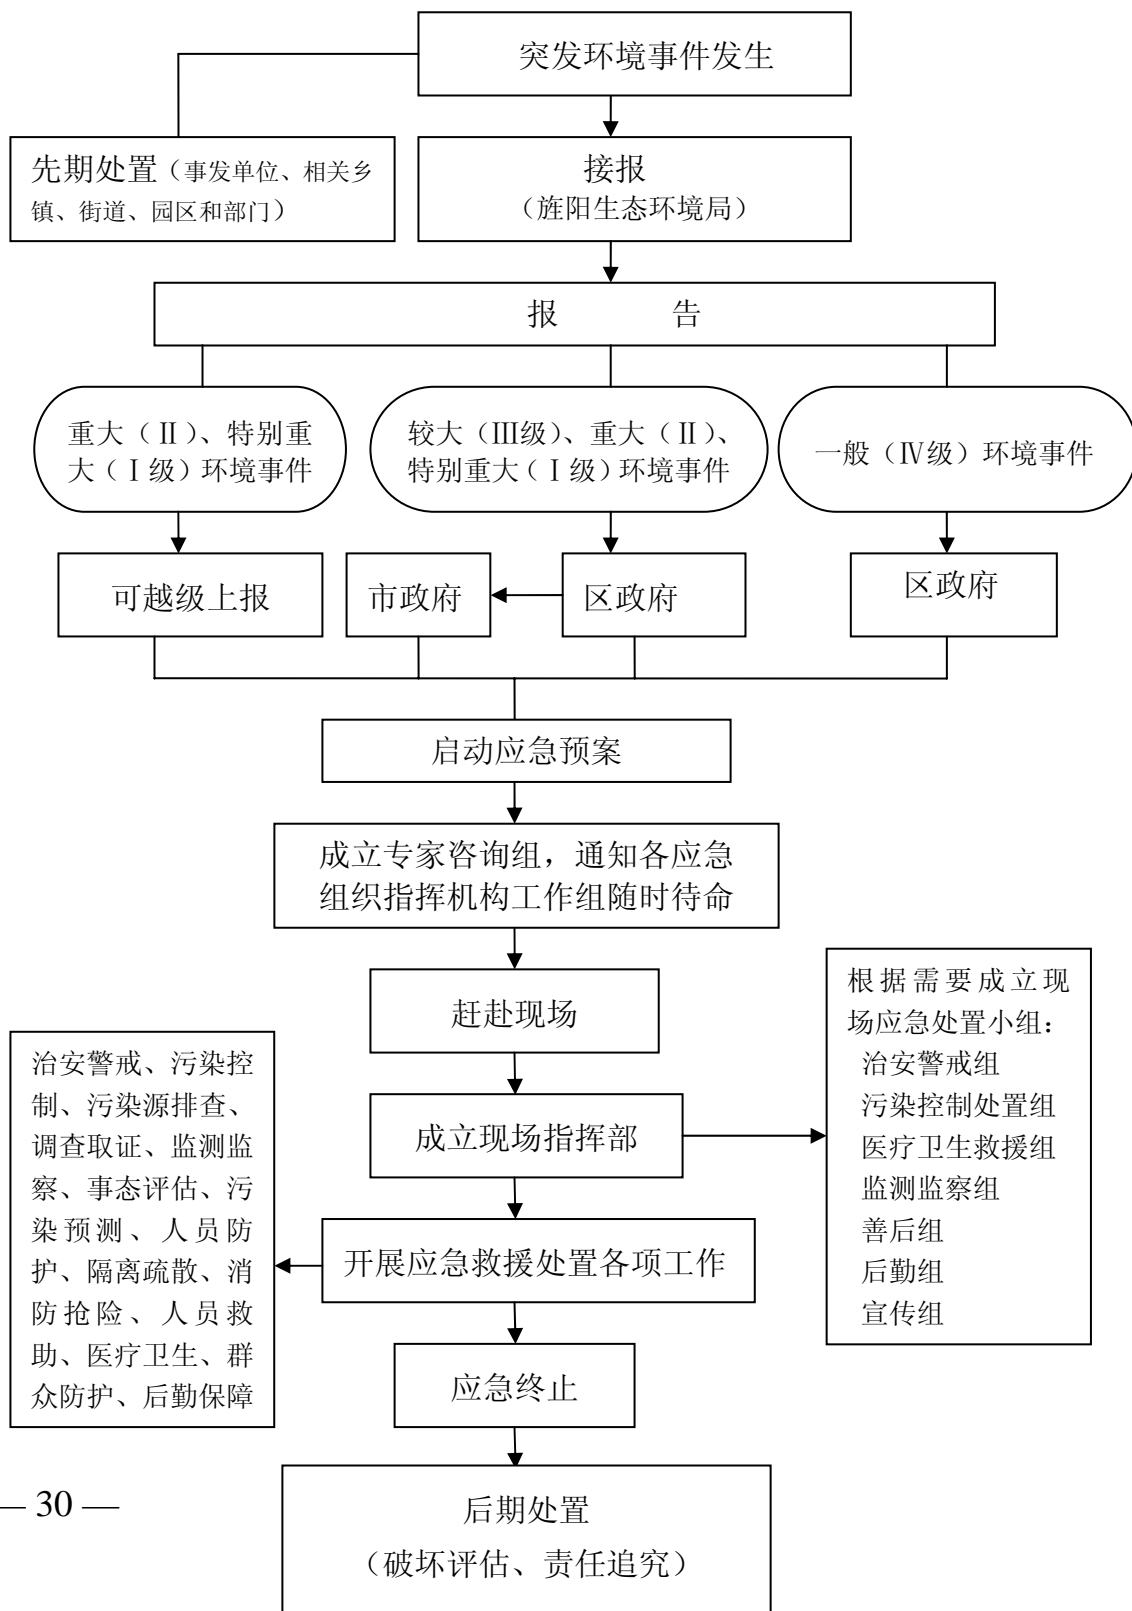 突发环境事件发生
先期处置（事发单位、相关乡
镇、街道、园区和部门）
接报
（旌阳生态环境局）
报 告
重大（Ⅱ）、特别重
大（Ⅰ级）环境事件
较大（Ⅲ级）、重大（Ⅱ）、
特别重大（Ⅰ级）环境事件
一般（Ⅳ级）环境事件
可越级上报
市政府
区政府
区政府
启动应急预案
成立专家咨询组，通知各应急
组织指挥机构工作组随时待命
赶赴现场
根据需要成立现
场应急处置小组：
治安警戒组
污染控制处置组
医疗卫生救援组
监测监察组
善后组
后勤组
宣传组
成立现场指挥部
治安警戒、污染控
制、污染源排查、
调查取证、监测监
察、事态评估、污
染预测、人员防
护、隔离疏散、消
防抢险、人员救
助、医疗卫生、群
众防护、后勤保障
开展应急救援处置各项工作
应急终止
后期处置
（破坏评估、责任追究）
— 30 —